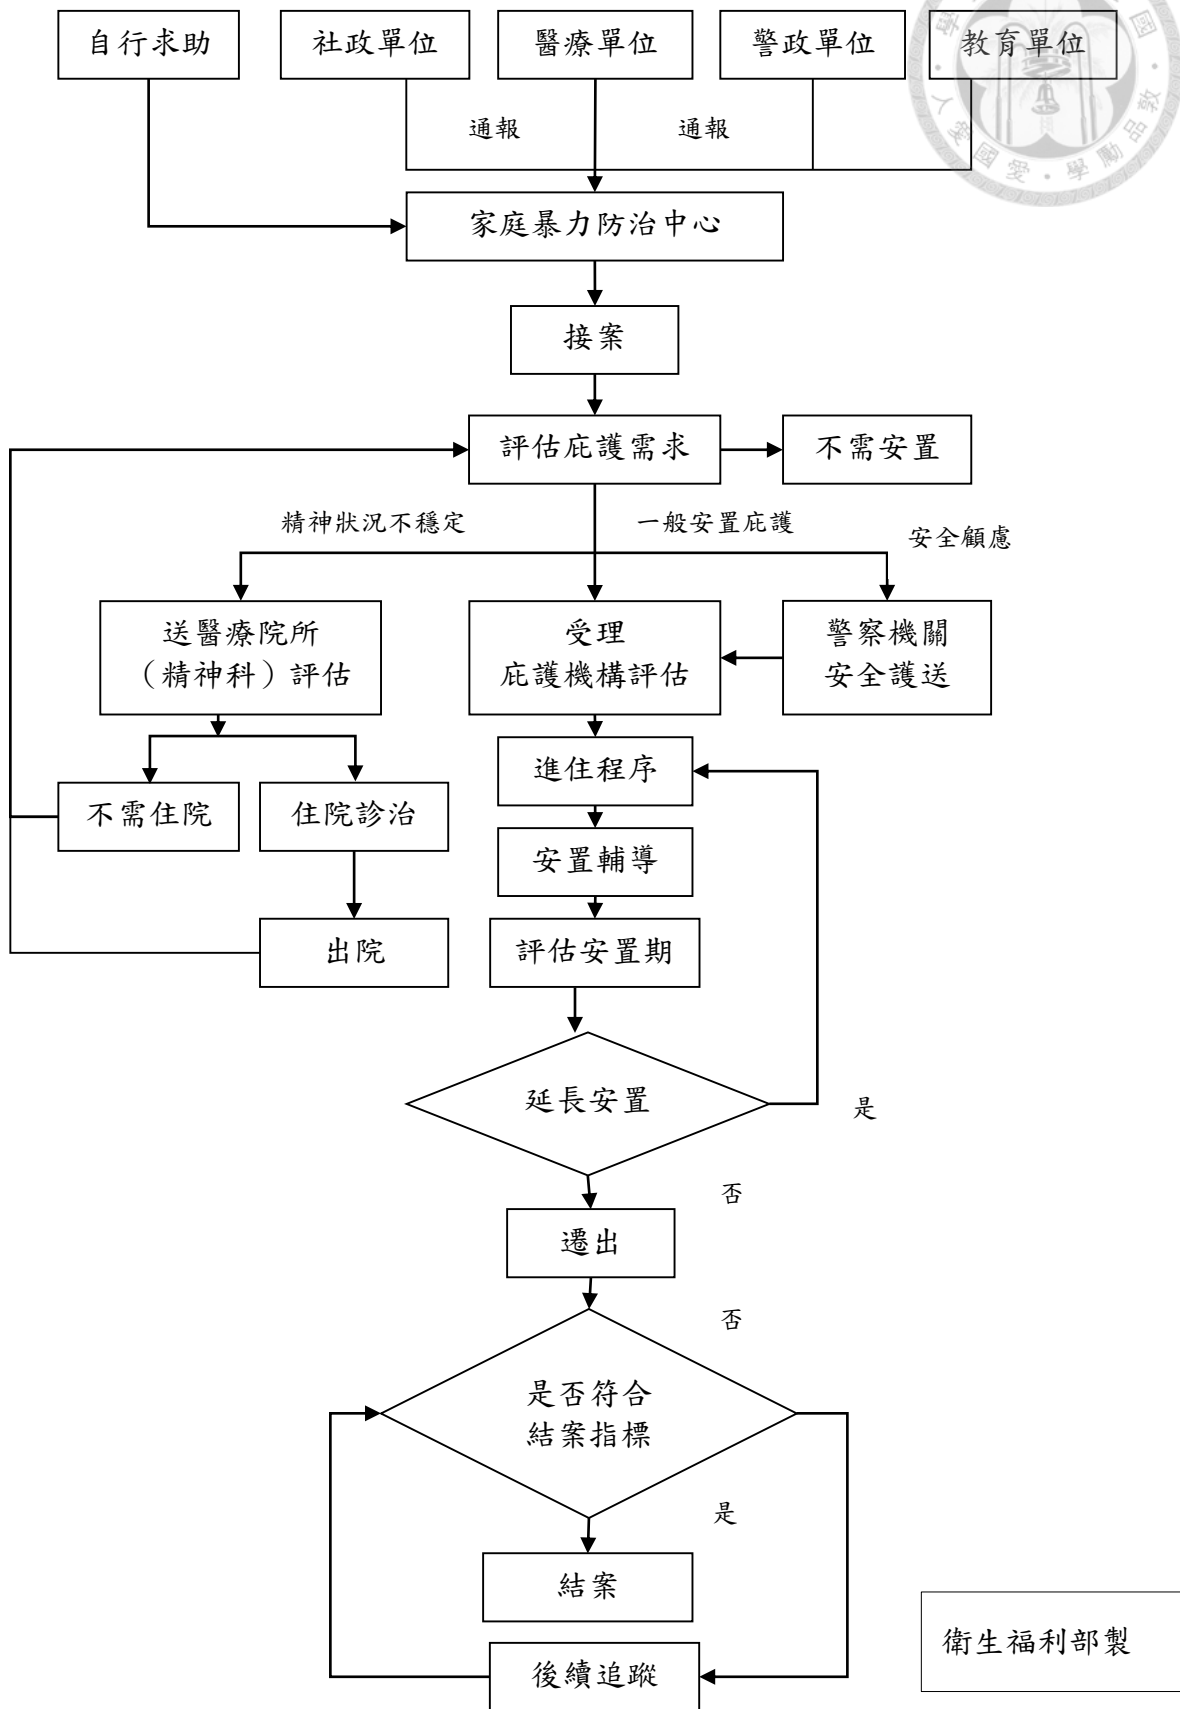 自行求助
社政單位
醫療單位
警政單位
教育單位
通報
通報
家庭暴力防治中心
接案
評估庇護需求
不需安置
精神狀況不穩定
一般安置庇護
安全顧慮
送醫療院所
（精神科）評估
受理
庇護機構評估
警察機關
安全護送
進住程序
不需住院
住院診治
安置輔導
出院
評估安置期
延長安置
是
否
遷出
否
是否符合
結案指標
是
結案
後續追蹤
衛生福利部製